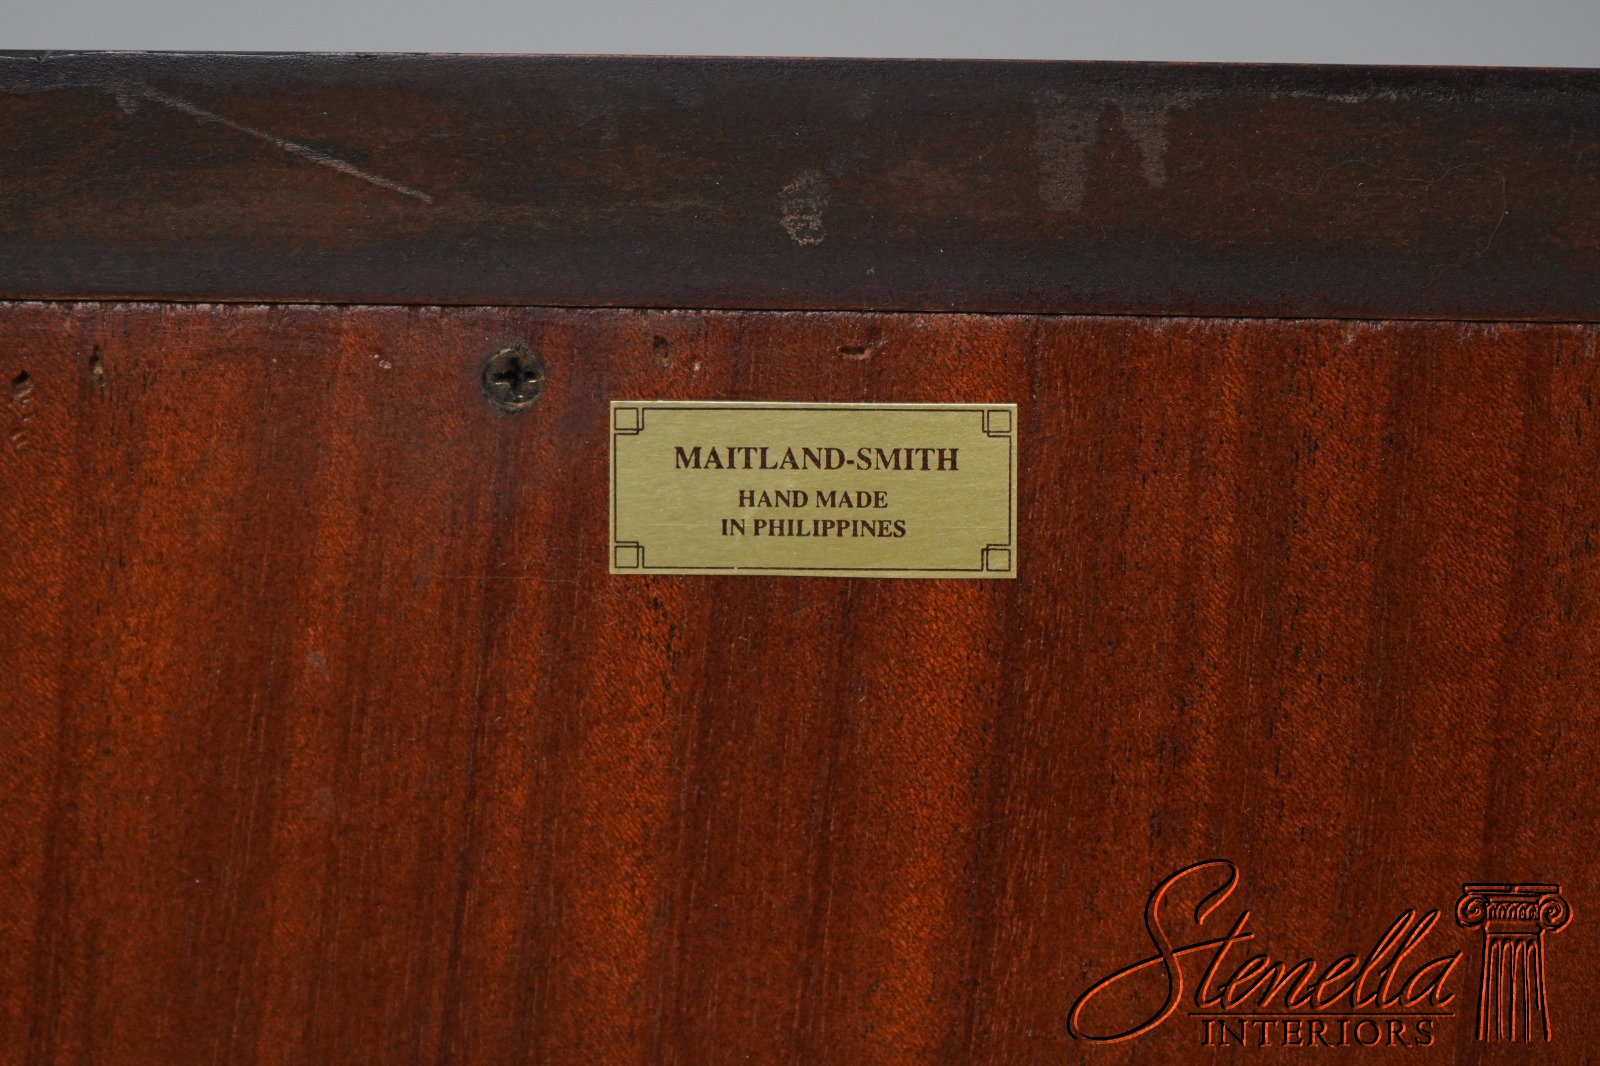 MAITLAND-SMITH
HAND MADE
IN PHILIPPINES
Stenella
INTERIORS